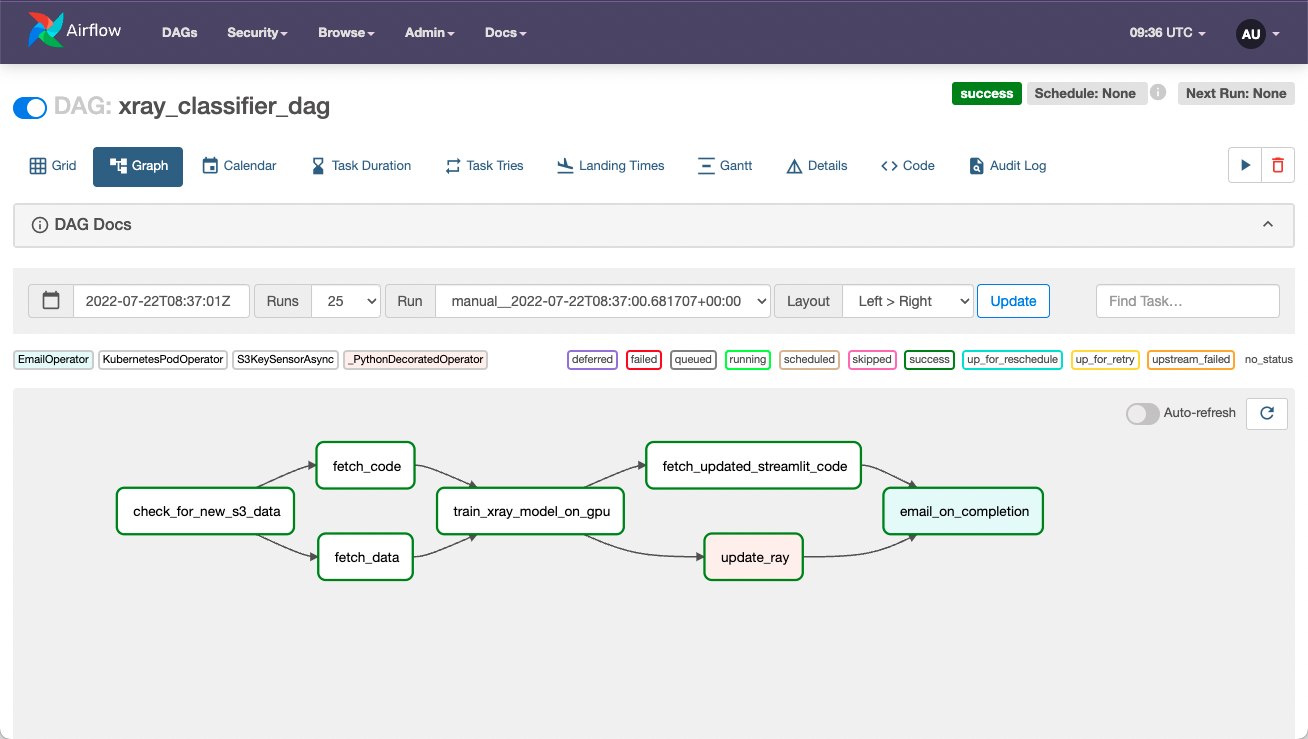 Airflow DAGs Security Browse Admin Docs 09:36 UTC AU
DAG: xray_classifier_dag success Schedule: None Next Run: None
Grid Graph Calendar Task Duration Task Tries Landing Times Gantt Details Code Audit Log
DAG Docs
2022-07-22T08:37:01Z Runs 25 Run manual__2022-07-22T08:37:00.681707+00:00 Layout Left > Right Update Find Task...
EmailOperator KubernetesPodOperator S3KeySensorAsync _PythonDecoratedOperator deferred failed queued running scheduled skipped success up_for_reschedule up_for_retry upstream_failed no_status
Auto-refresh
fetch_code fetch_updated_streamlit_code
check_for_new_s3_data train_xray_model_on_gpu email_on_completion
fetch_data update_ray